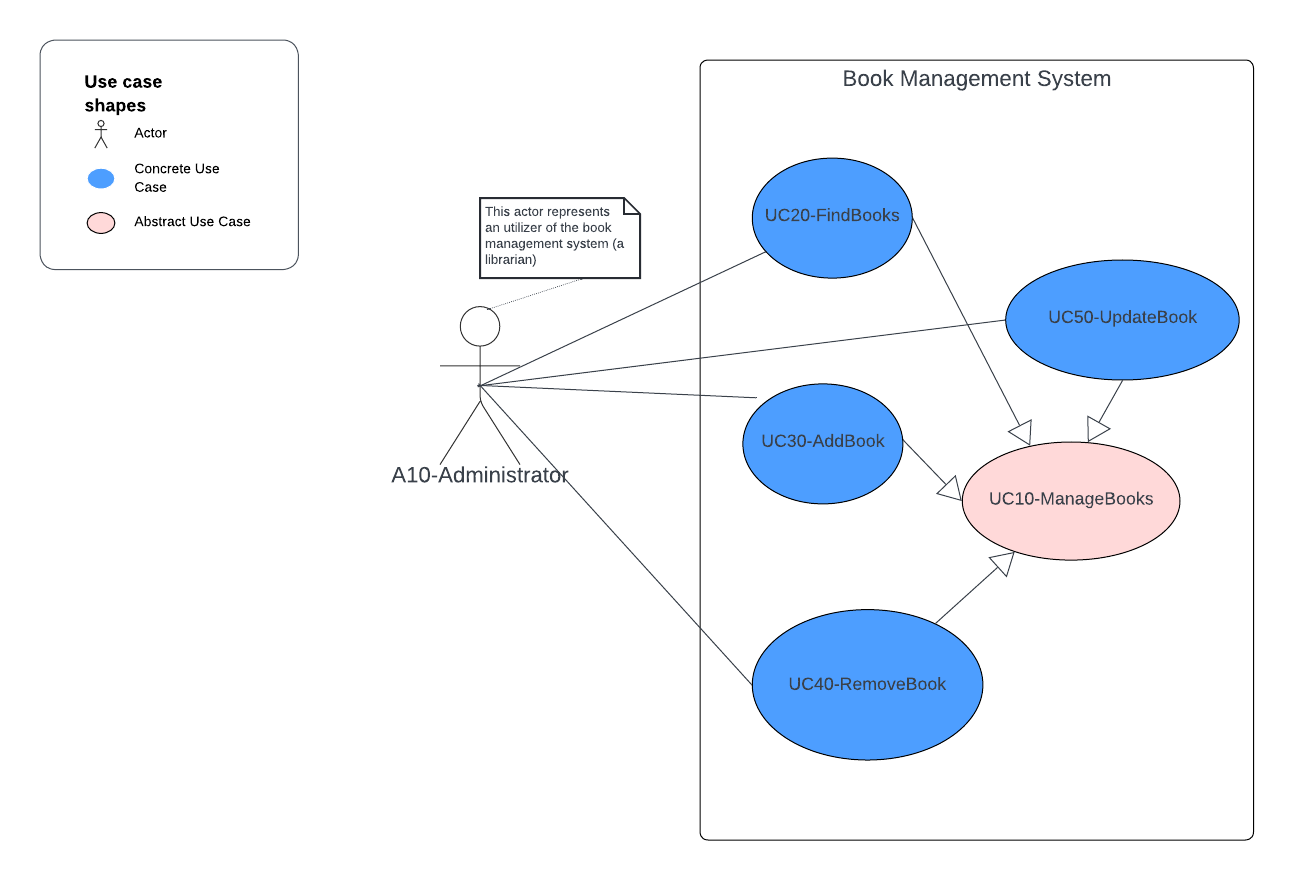 Use case
shapes
Actor
Concrete Use
Case
Abstract Use Case
This actor represents
an utilizer of the book
management system (a
librarian)
A10-Administrator
Book Management System
UC20-FindBooks
UC50-UpdateBook
UC30-AddBook
UC10-ManageBooks
UC40-RemoveBook